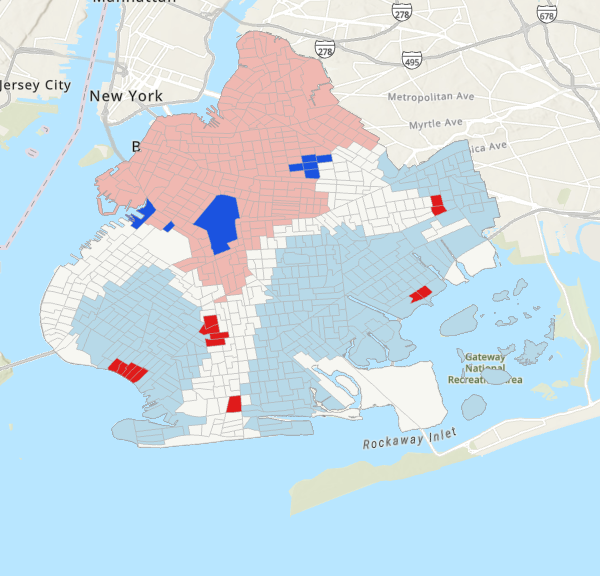 Manhattan
278
678
278
495
Jersey City
New York
Metropolitan Ave
Myrtle Ave
B
ica Ave
Gateway
National
Recreation Area
Rockaway Inlet